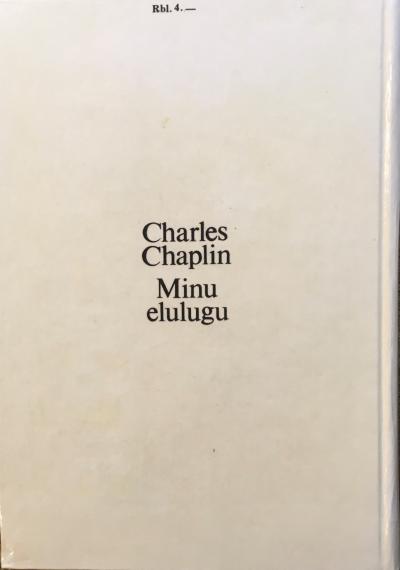 Rbl. 4.—
Charles
Chaplin
Minu
elulugu